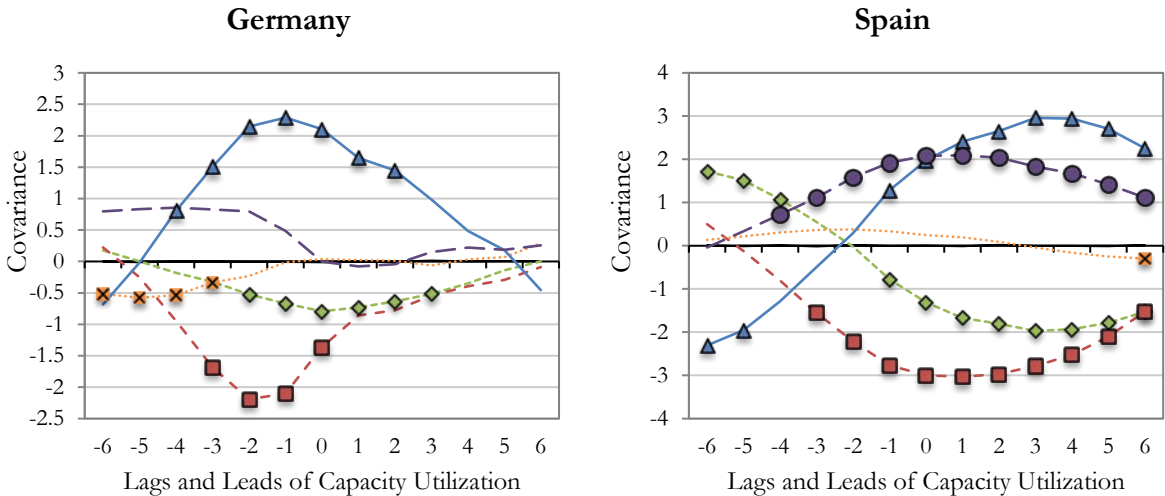 Germany
Spain
3
2.5
2
1.5
1
0.5
0
-0.5
-1
-1.5
-2
-2.5
Covariance
-6 -5 -4 -3 -2 -1 0 1 2 3 4 5 6
Lags and Leads of Capacity Utilization
4
3
2
1
0
-1
-2
-3
-4
Covariance
-6 -5 -4 -3 -2 -1 0 1 2 3 4 5 6
Lags and Leads of Capacity Utilization